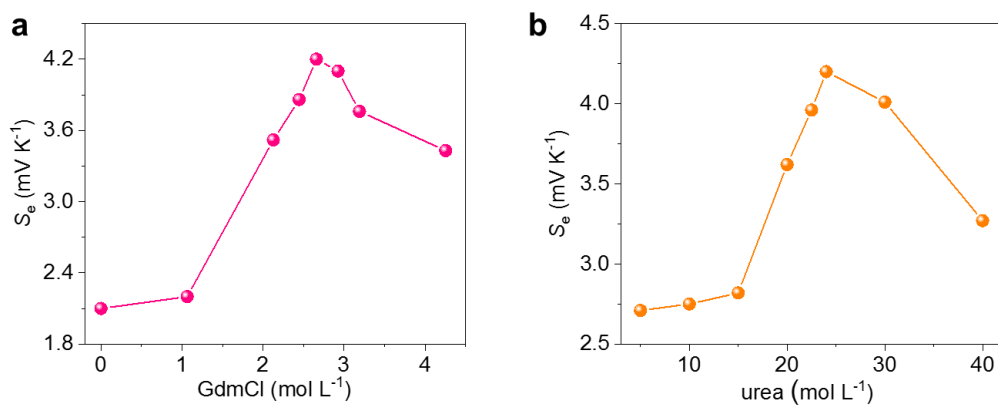 a
4.2
3.6
3.0
2.4
1.8
Sₑ (mV K⁻¹)
0 1 2 3 4
GdmCl (mol L⁻¹)
b
4.5
4.0
3.5
3.0
2.5
Sₑ (mV K⁻¹)
10 20 30 40
urea (mol L⁻¹)